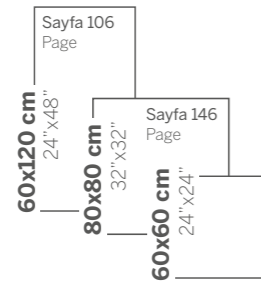 Sayfa 106
Page
60x120 cm
24"x48"
Sayfa 146
Page
80x80 cm
32"x32"
60x60 cm
24"x24"